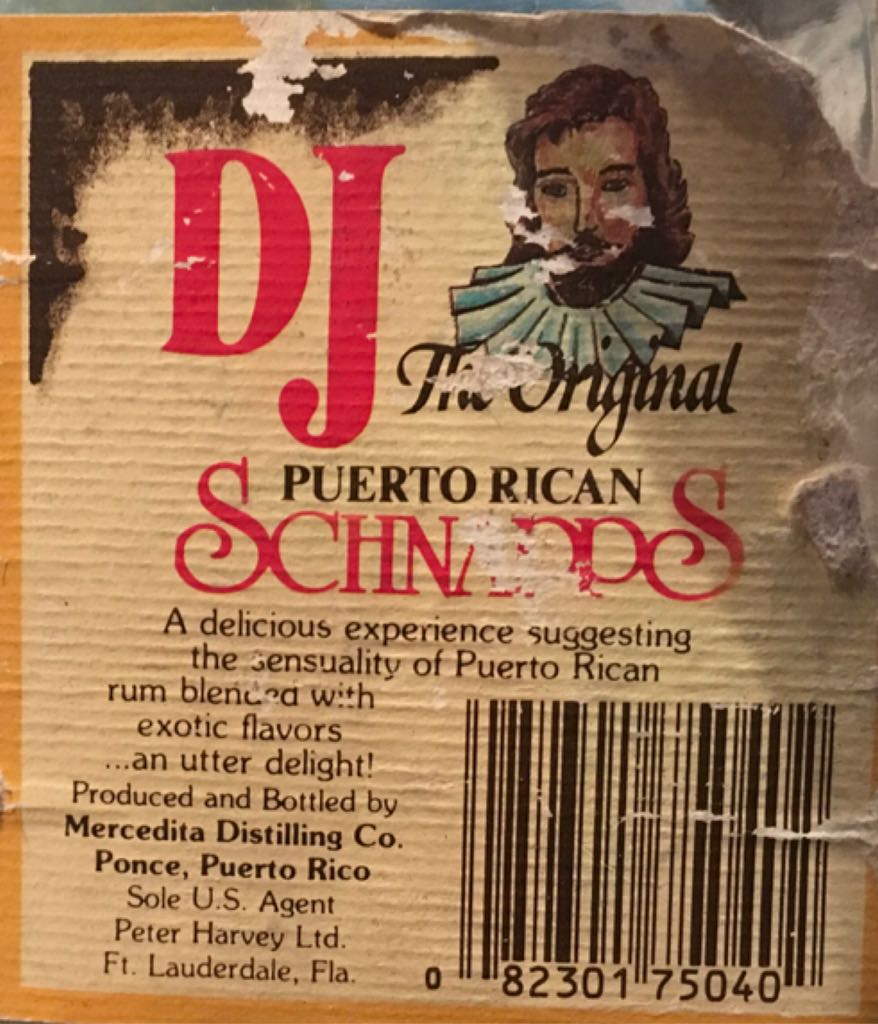 DJ
The Original
PUERTO RICAN
SCHNAPPS
A delicious experience suggesting
the sensuality of Puerto Rican
rum blended with
exotic flavors
...an utter delight!
Produced and Bottled by
Mercedita Distilling Co.
Ponce, Puerto Rico
Sole U.S. Agent
Peter Harvey Ltd.
Ft. Lauderdale, Fla.
0 82301 75040